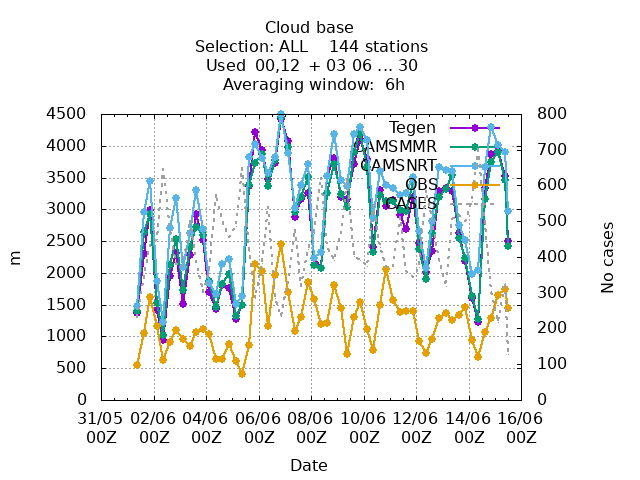 Cloud base
Selection: ALL    144 stations
Used  00,12  + 03 06 ... 30
Averaging window:  6h
4500
4000
3500
3000
2500
2000
1500
1000
500
0
m
800
700
600
500
400
300
200
100
0
No cases
Tegen
CAMSMMR
CAMSNRT
OBS
CASES
31/05 02/06 04/06 06/06 08/06 10/06 12/06 14/06 16/06
00Z 00Z 00Z 00Z 00Z 00Z 00Z 00Z 00Z
Date